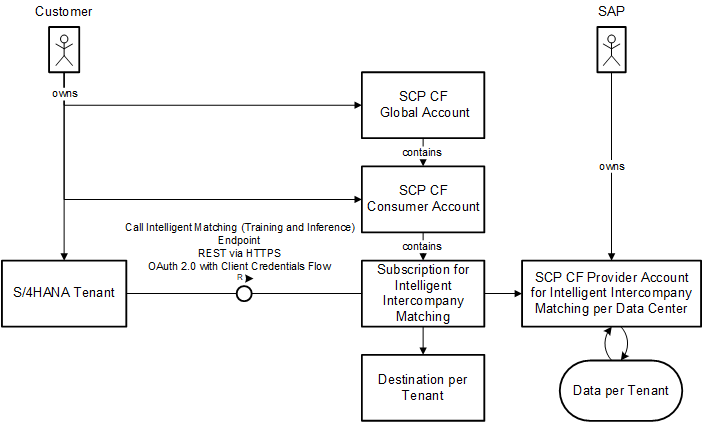 Customer
SAP
owns
SCP CF
Global Account
contains
owns
SCP CF
Consumer Account
Call Intelligent Matching (Training and Inference)
Endpoint
REST via HTTPS
OAuth 2.0 with Client Credentials Flow
R
contains
S/4HANA Tenant
Subscription for
Intelligent
Intercompany
Matching
SCP CF Provider Account
for Intelligent Intercompany
Matching per Data Center
Destination per
Tenant
Data per Tenant